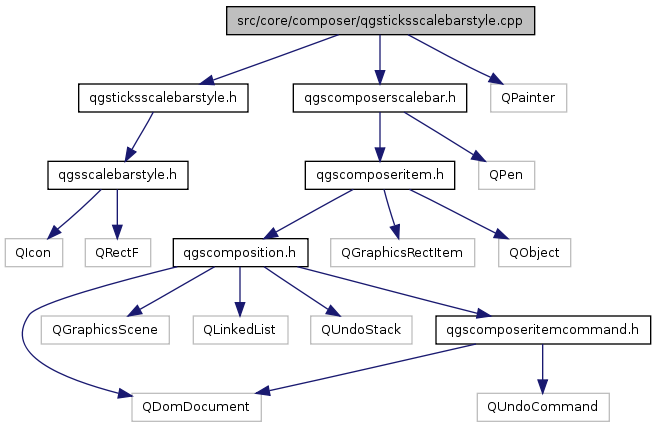 src/core/composer/qgsticksscalebarstyle.cpp
qgsticksscalebarstyle.h
qgscomposerscalebar.h
QPainter
qgsscalebarstyle.h
qgscomposeritem.h
QPen
QIcon
QRectF
qgscomposition.h
QGraphicsRectItem
QObject
QGraphicsScene
QLinkedList
QUndoStack
qgscomposeritemcommand.h
QDomDocument
QUndoCommand